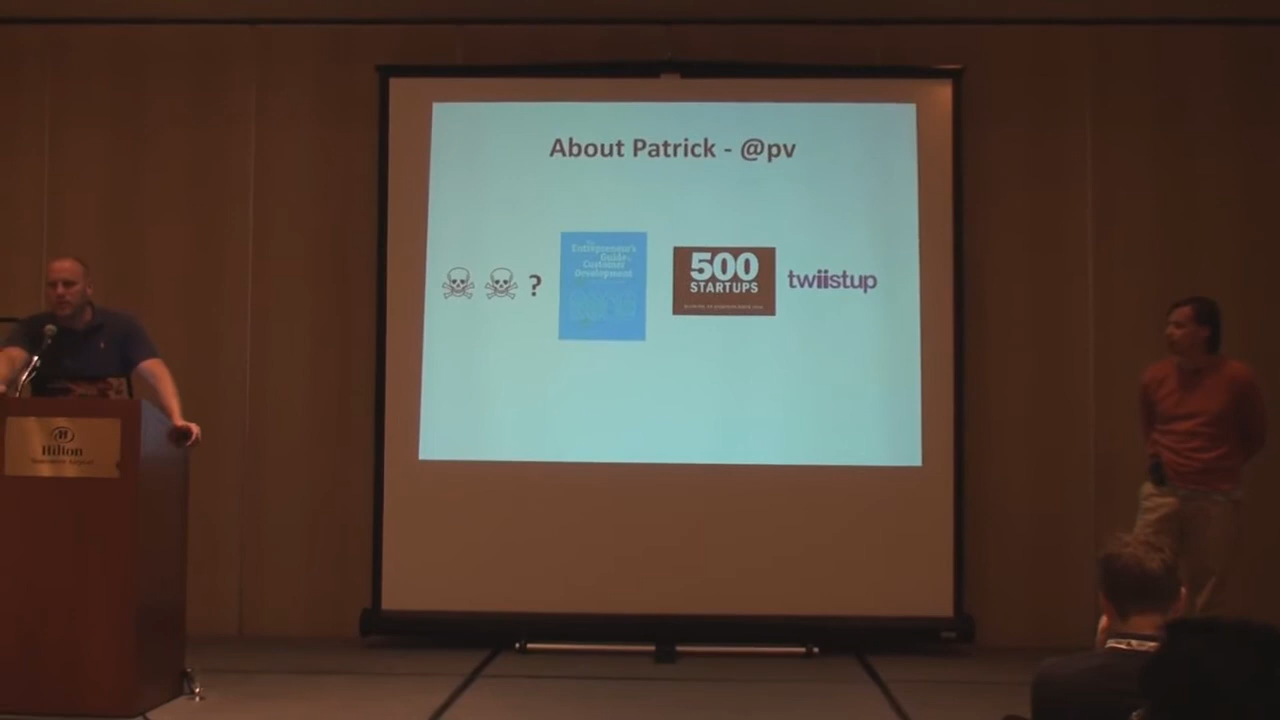 About Patrick - @pv
?
The
Entrepreneur's
Guide to
Customer
Development
500
STARTUPS
twiistup
Hilton